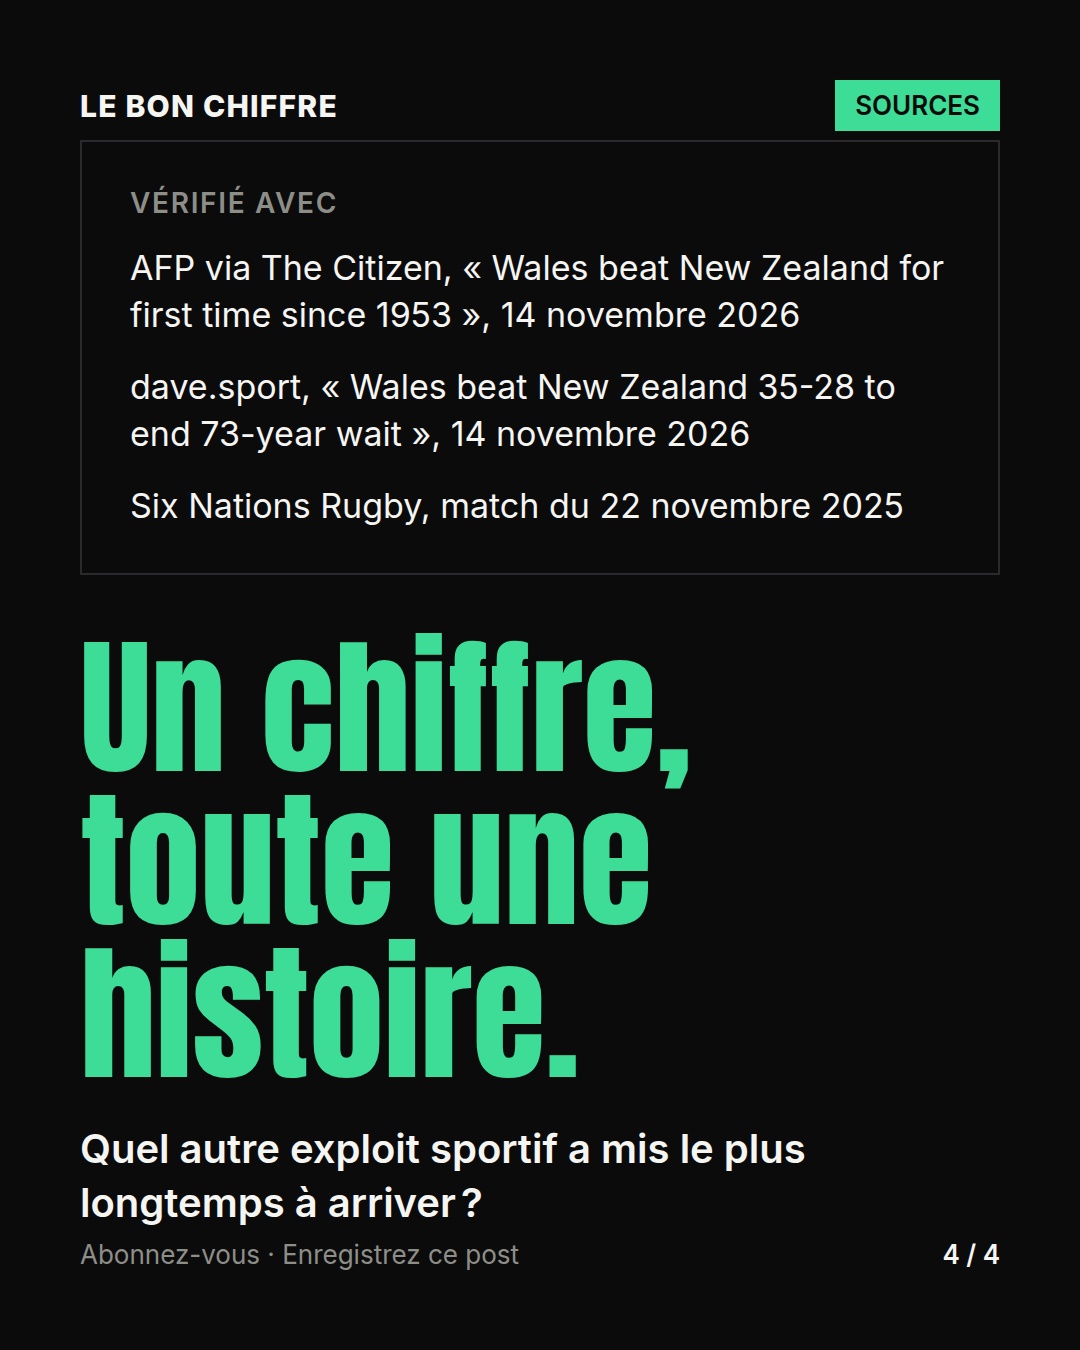 LE BON CHIFFRE
SOURCES
VÉRIFIÉ AVEC
AFP via The Citizen, « Wales beat New Zealand for
first time since 1953 », 14 novembre 2026
dave.sport, « Wales beat New Zealand 35-28 to
end 73-year wait », 14 novembre 2026
Six Nations Rugby, match du 22 novembre 2025
Un chiffre,
toute une
histoire.
Quel autre exploit sportif a mis le plus
longtemps à arriver ?
Abonnez-vous · Enregistrez ce post
4 / 4